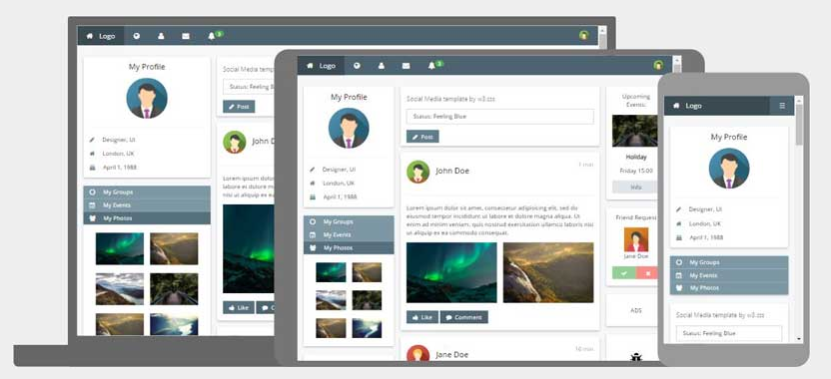 Logo
3
My Profile
Designer, UI
London, UK
April 1, 1988
My Groups
My Events
My Photos
Social Media temp
Status: Feeling Blue
Post
John D
Lorem ipsum dolor
labore et dolore m
nisi ut aliquip ex ea
Like
Co
Logo
3
My Profile
Designer, UI
London, UK
April 1, 1988
My Groups
My Events
My Photos
Social Media template by w3.css
Status: Feeling Blue
Post
John Doe
1 min
Lorem ipsum dolor sit amet, consectetur adipisicing elit, sed do
eiusmod tempor incididunt ut labore et dolore magna aliqua. Ut
enim ad minim veniam, quis nostrud exercitation ullamco laboris nisi
ut aliquip ex ea commodo consequat.
Like
Comment
Jane Doe
16 min
Upcoming
Events:
Holiday
Friday 15:00
Info
Friend Request
Jane Doe
ADS
Logo
My Profile
Designer, UI
London, UK
April 1, 1988
My Groups
My Events
My Photos
Social Media template by w3.css
Status: Feeling Blue